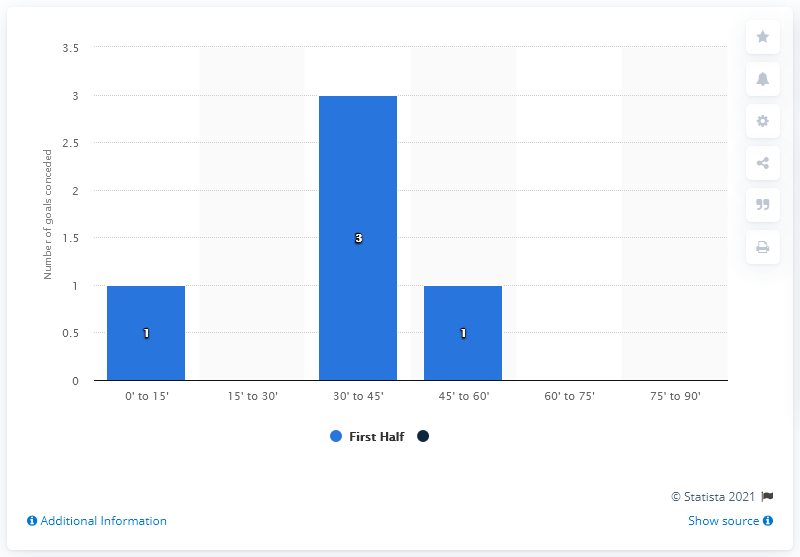 3.5
3
2.5
2
1.5
1
0.5
0
Number of goals conceded
1
3
1
0' to 15'
15' to 30'
30' to 45'
45' to 60'
60' to 75'
75' to 90'
First Half
© Statista 2021
Additional Information
Show source